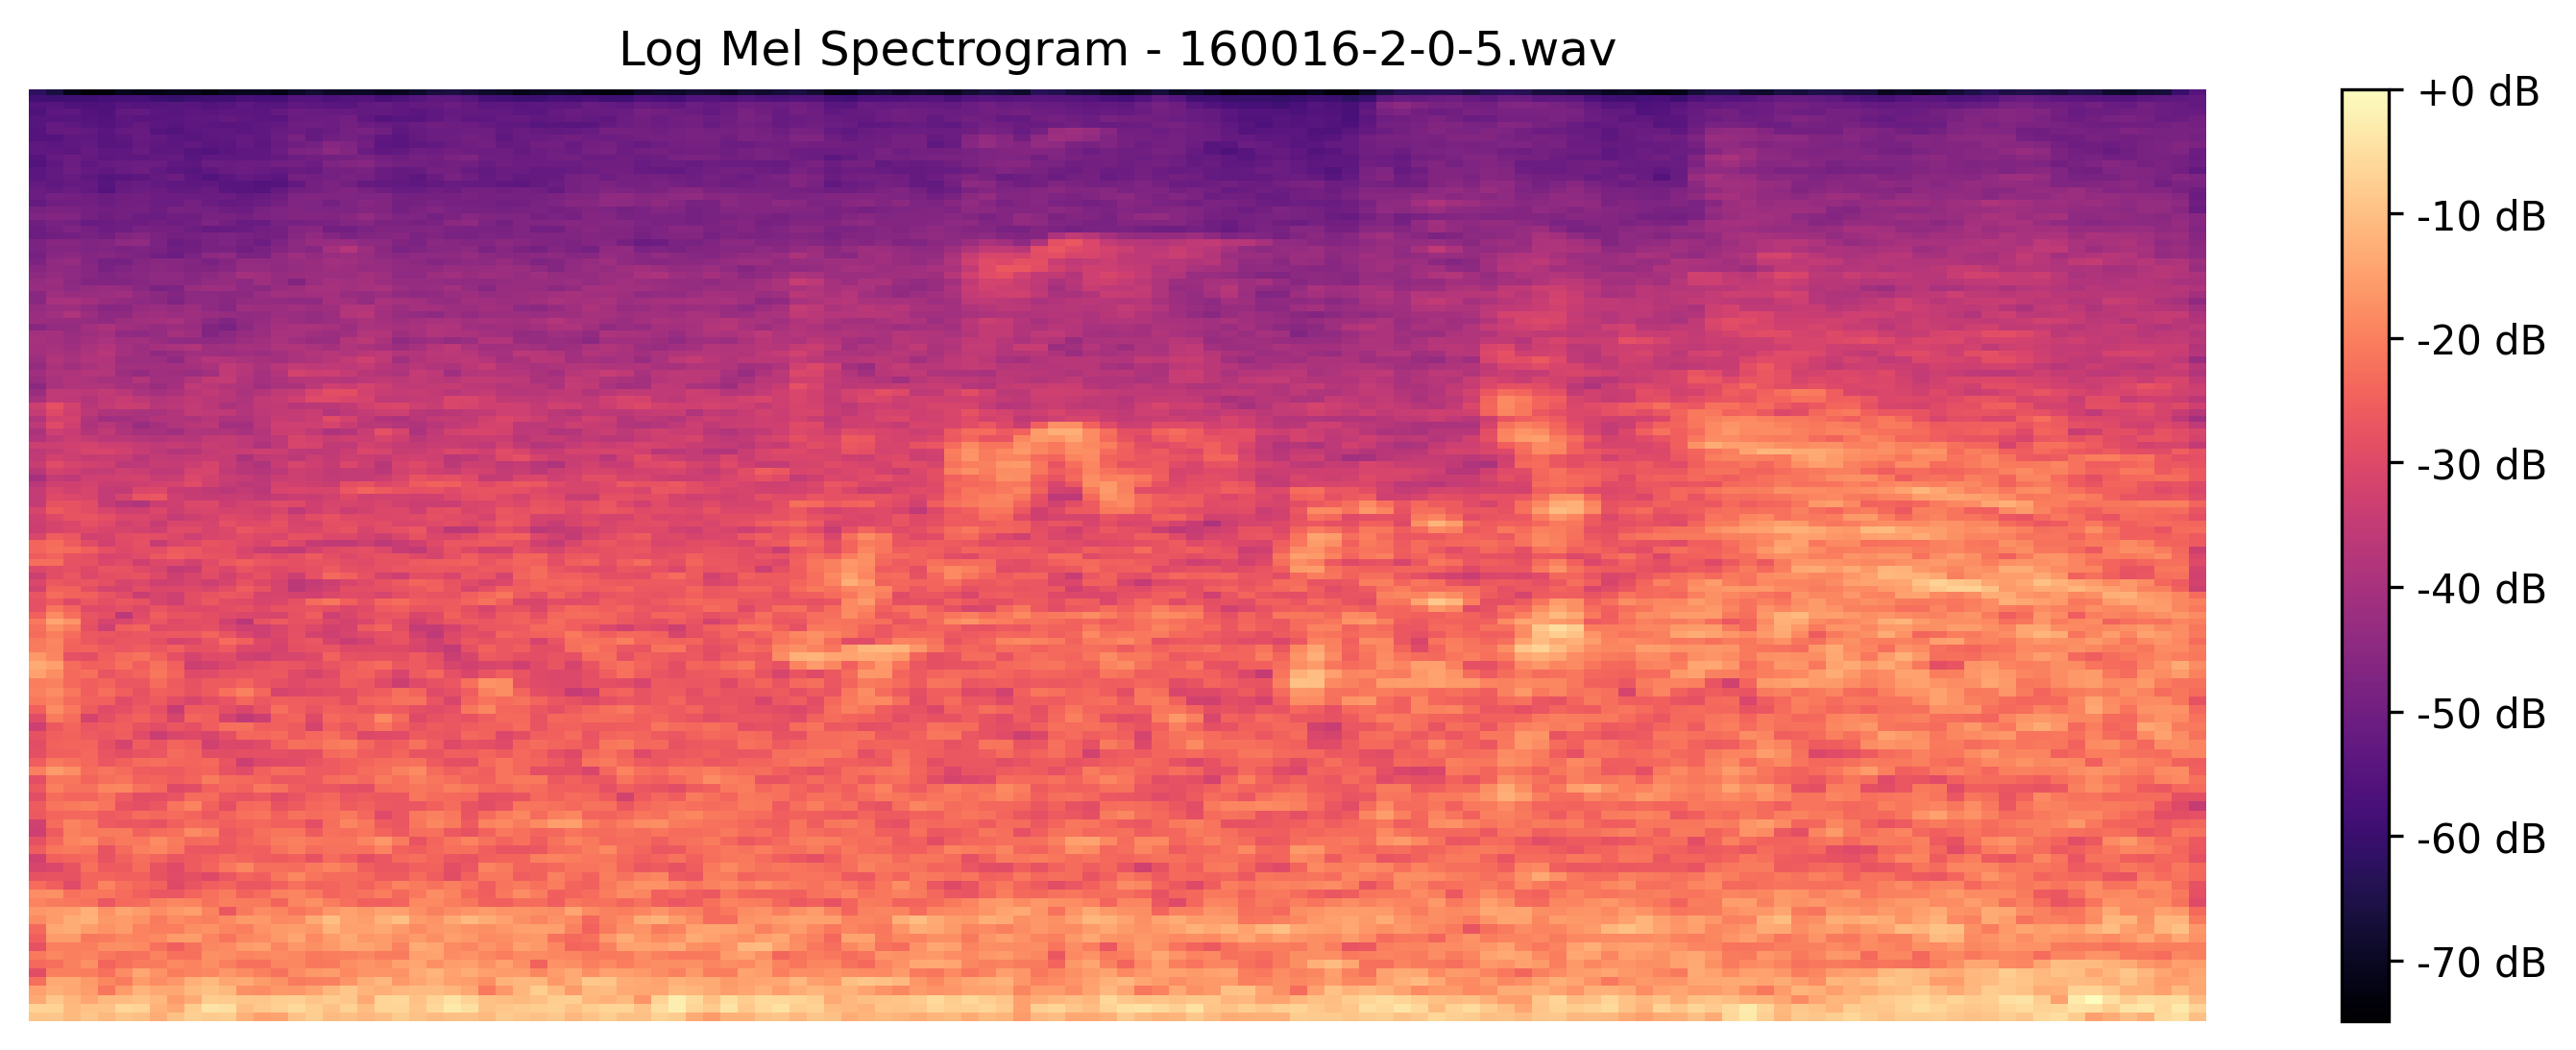 Log Mel Spectrogram - 160016-2-0-5.wav
+0 dB
-10 dB
-20 dB
-30 dB
-40 dB
-50 dB
-60 dB
-70 dB